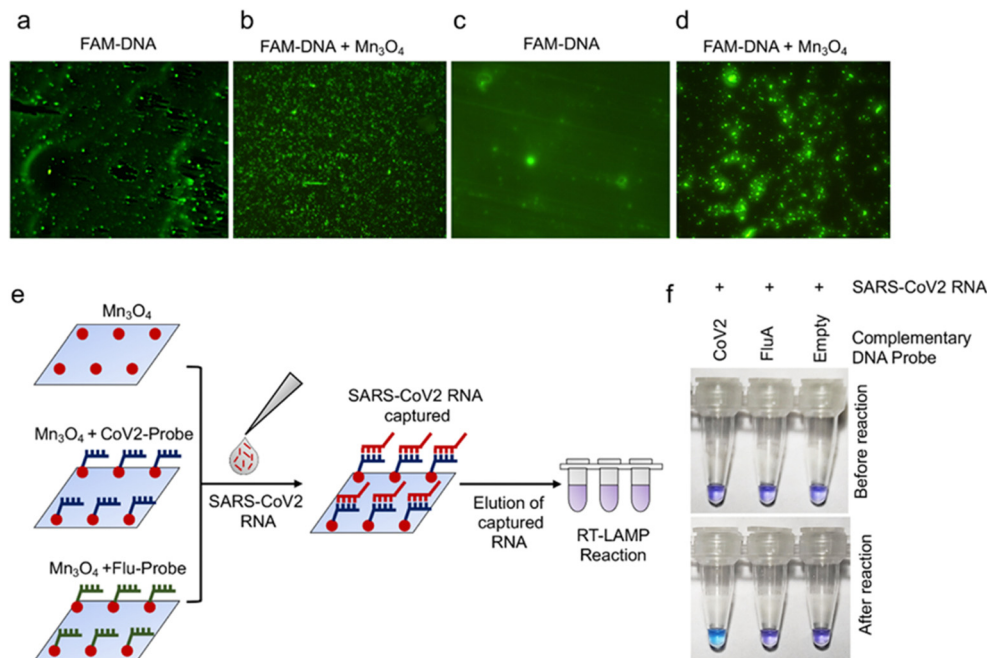 a
FAM-DNA
b
FAM-DNA + Mn₃O₄
c
FAM-DNA
d
FAM-DNA + Mn₃O₄
e
Mn₃O₄
Mn₃O₄ + CoV2-Probe
Mn₃O₄ +Flu-Probe
SARS-CoV2
RNA
SARS-CoV2 RNA
captured
Elution of
captured
RNA
RT-LAMP
Reaction
f
+ + + SARS-CoV2 RNA
CoV2
FluA
Empty
Complementary
DNA Probe
Before reaction
After reaction